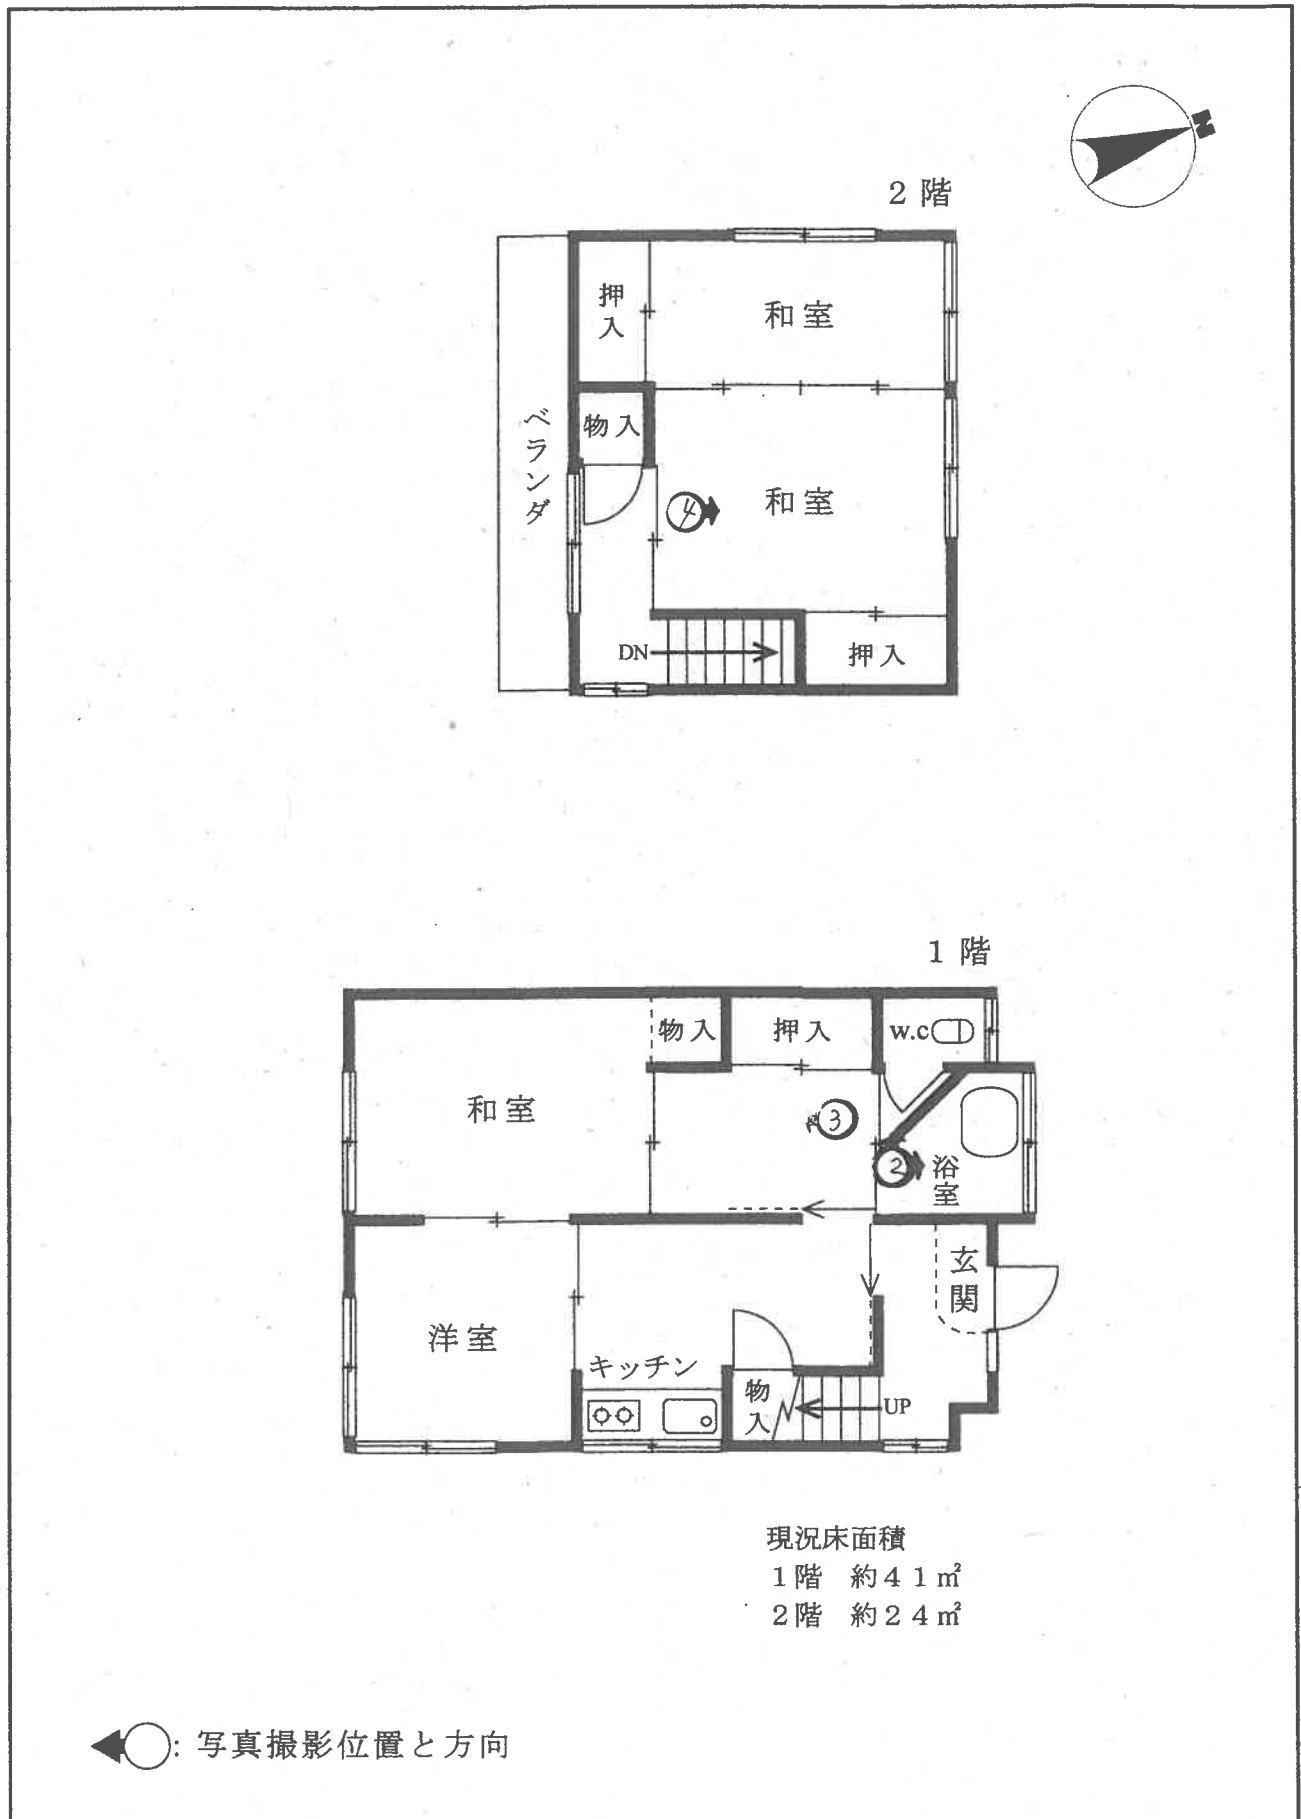 N
2 階
押入
和室
物入
ベランダ
4
和室
DN
押入
1 階
物入
押入
w.c
和室
3
2
浴室
玄関
洋室
キッチン
物入
UP
現況床面積
1階 約41㎡
2階 約24㎡
: 写真撮影位置と方向